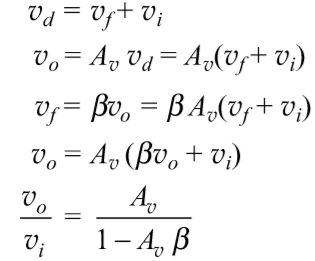 v_d = v_f + v_i
v_o = A_v v_d = A_v(v_f + v_i)
v_f = βv_o = β A_v(v_f + v_i)
v_o = A_v (βv_o + v_i)
v_o / v_i = A_v / (1 − A_v β)